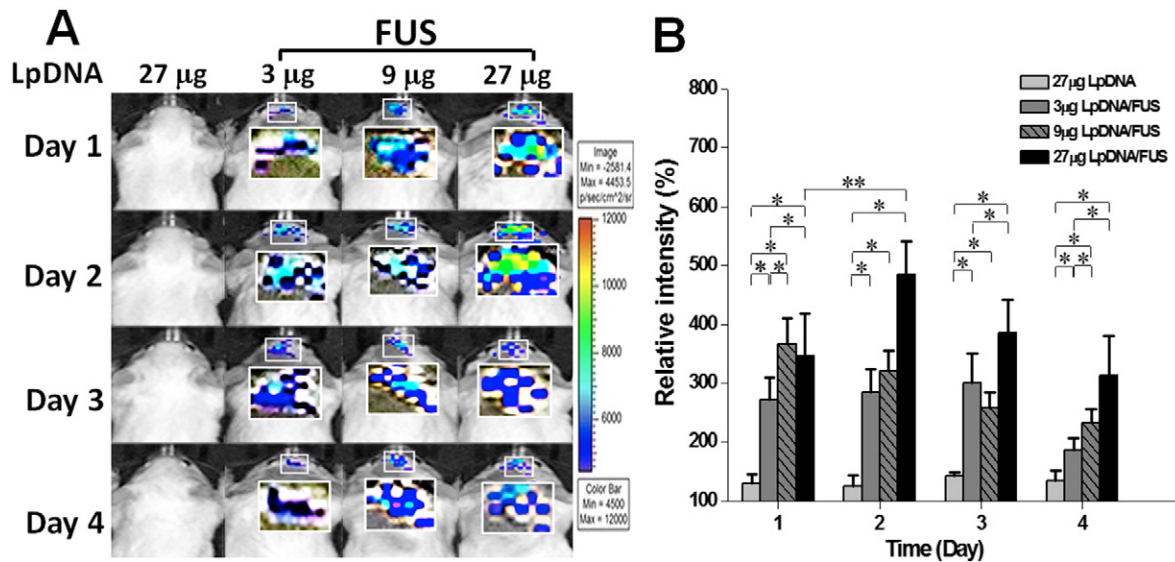 A
FUS
LpDNA 27 μg 3 μg 9 μg 27 μg
Day 1
Day 2
Day 3
Day 4
Image
Min = -2581.4
Max = 4453.5
p/sec/cm^2/sr
12000
10000
8000
6000
Color Bar
Min = 4500
Max = 12000
B
27μg LpDNA
3μg LpDNA/FUS
9μg LpDNA/FUS
27μg LpDNA/FUS
Relative intensity (%)
800
700
600
500
400
300
200
100
**
* * * *
* * * *
* * * *
* * * * * *
1 2 3 4
Time (Day)